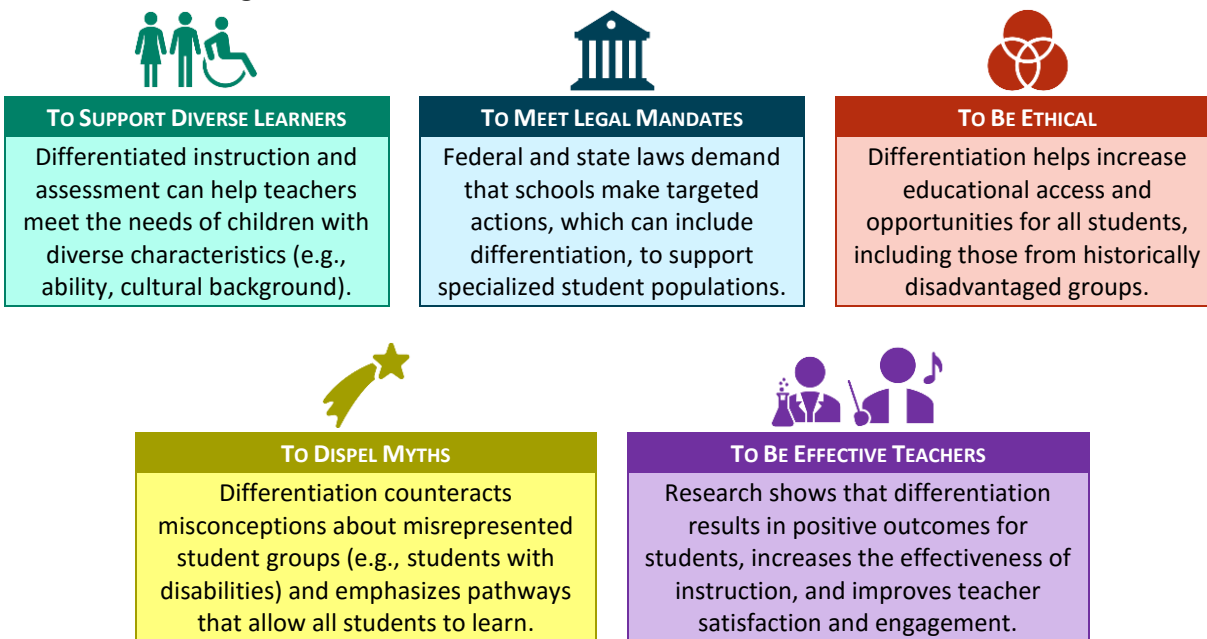 TO SUPPORT DIVERSE LEARNERS
Differentiated instruction and
assessment can help teachers
meet the needs of children with
diverse characteristics (e.g.,
ability, cultural background).
TO MEET LEGAL MANDATES
Federal and state laws demand
that schools make targeted
actions, which can include
differentiation, to support
specialized student populations.
TO BE ETHICAL
Differentiation helps increase
educational access and
opportunities for all students,
including those from historically
disadvantaged groups.
TO DISPEL MYTHS
Differentiation counteracts
misconceptions about misrepresented
student groups (e.g., students with
disabilities) and emphasizes pathways
that allow all students to learn.
TO BE EFFECTIVE TEACHERS
Research shows that differentiation
results in positive outcomes for
students, increases the effectiveness of
instruction, and improves teacher
satisfaction and engagement.